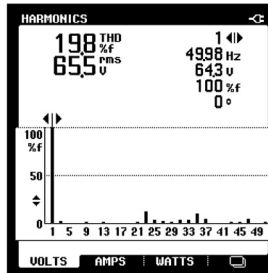 HARMONICS
19.8 THD %f
65.5 rms V
1
49.98 Hz
64.3 V
100 %f
0 °
100
%f
50
0
1 5 9 13 17 21 25 29 33 37 41 45 49
VOLTS AMPS WATTS